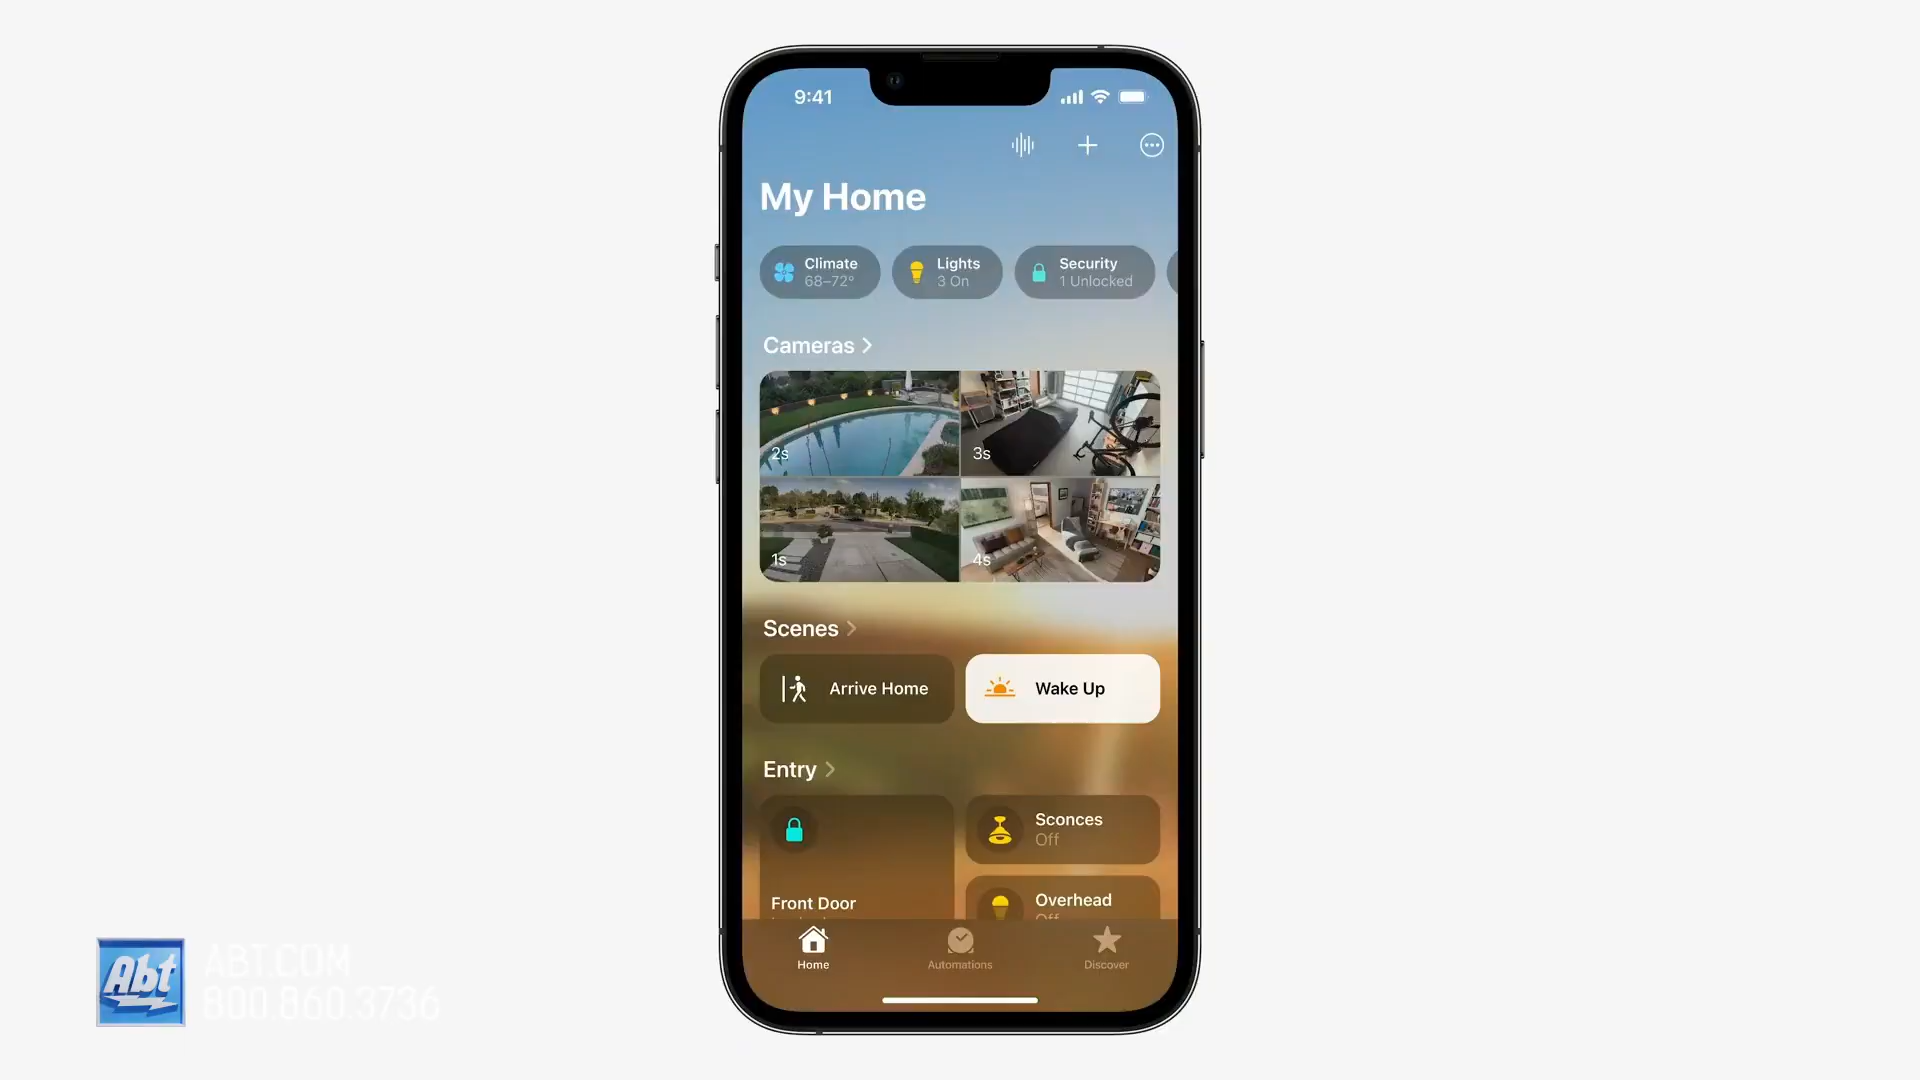 9:41
My Home
Climate
68–72°
Lights
3 On
Security
1 Unlocked
Cameras
2s
3s
1s
4s
Scenes
Arrive Home
Wake Up
Entry
Sconces
Off
Front Door
Overhead
Off
Home
Automations
Discover
Abt
ABT.COM
800.860.3736